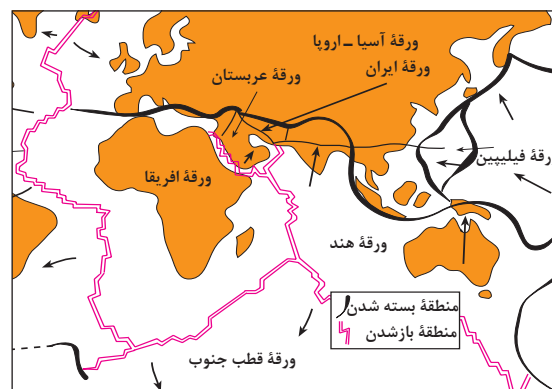 ورقهٔ آسیا ـ اروپا
ورقهٔ ایران
ورقهٔ عربستان
ورقهٔ فیلیپین
ورقهٔ افریقا
ورقهٔ هند
منطقهٔ بسته شدن
منطقهٔ بازشدن
ورقهٔ قطب جنوب